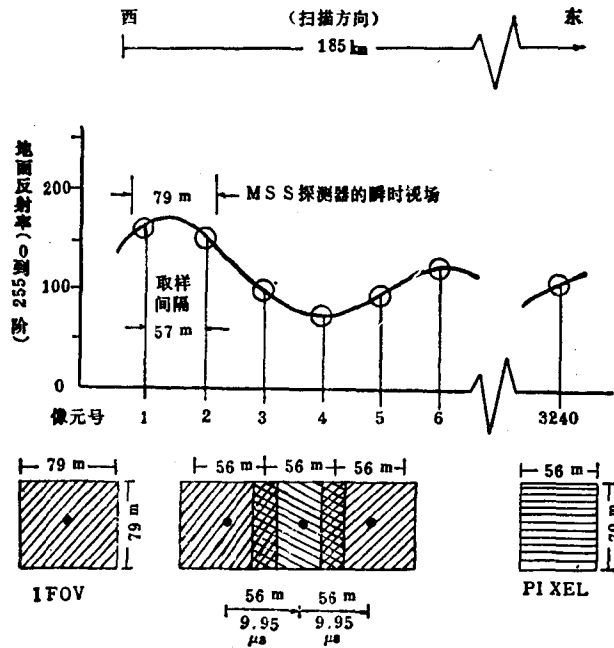 西 (扫描方向) 东
185km
地面反射率(阶255到0)
200
100
0
79 m
MSS探测器的瞬时视场
取样
间隔
57 m
像元号 1 2 3 4 5 6 3240
79 m
79 m
IFOV
56 m 56 m 56 m
56 m 56 m
9.95 9.95
μs μs
56 m
79 m
PIXEL